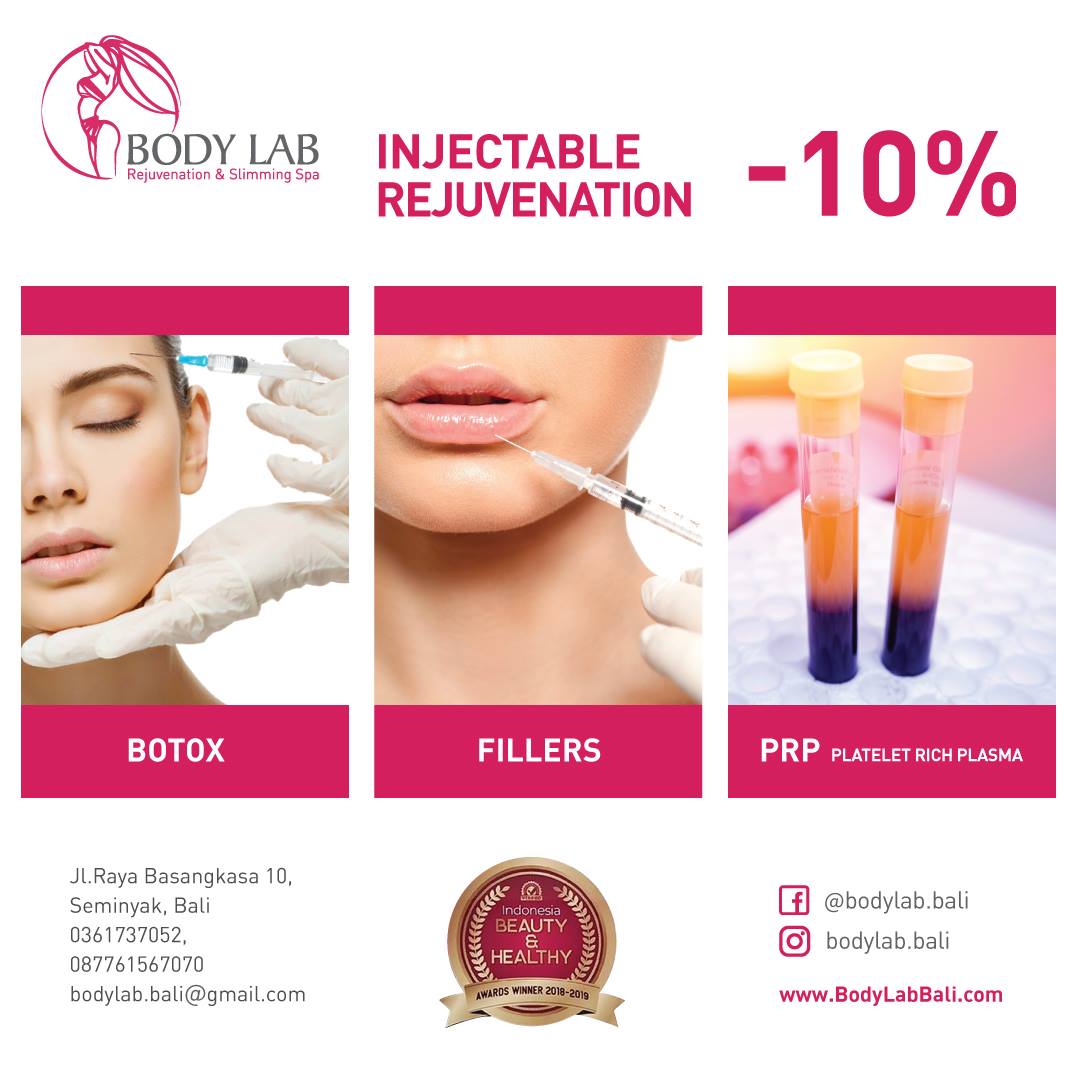 BODY LAB
Rejuvenation & Slimming Spa
INJECTABLE
REJUVENATION
-10%
BOTOX
FILLERS
PRP PLATELET RICH PLASMA
Jl.Raya Basangkasa 10,
Seminyak, Bali
0361737052,
087761567070
bodylab.bali@gmail.com
Indonesia
BEAUTY
&
HEALTHY
AWARDS WINNER 2018-2019
@bodylab.bali
bodylab.bali
www.BodyLabBali.com